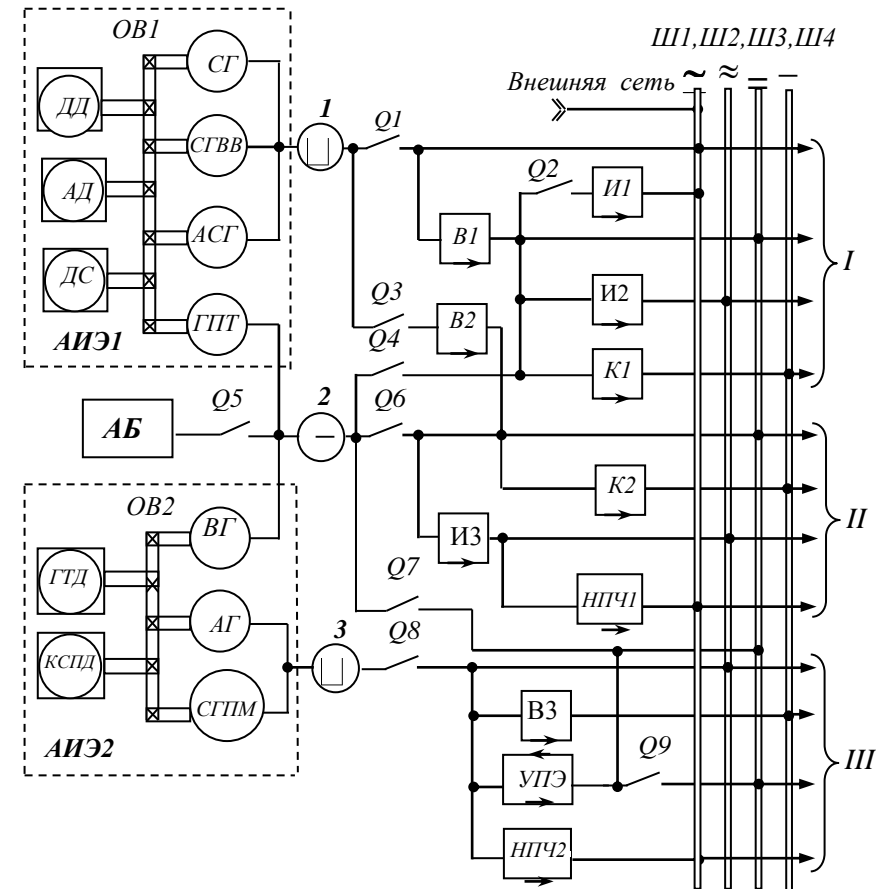 ОВ1
Ш1,Ш2,Ш3,Ш4
Внешняя сеть ~ ≈ = –
СГ
ДД
СГВВ
АД
АСГ
ДС
ГПТ
АИЭ1
1
Q1
Q2
И1
В1
I
Q3
В2
И2
Q4
К1
АБ
Q5
2
Q6
К2
II
И3
НПЧ1
ОВ2
ВГ
ГТД
АГ
КСПД
СГПМ
АИЭ2
Q7
3
Q8
В3
Q9
УПЭ
III
НПЧ2